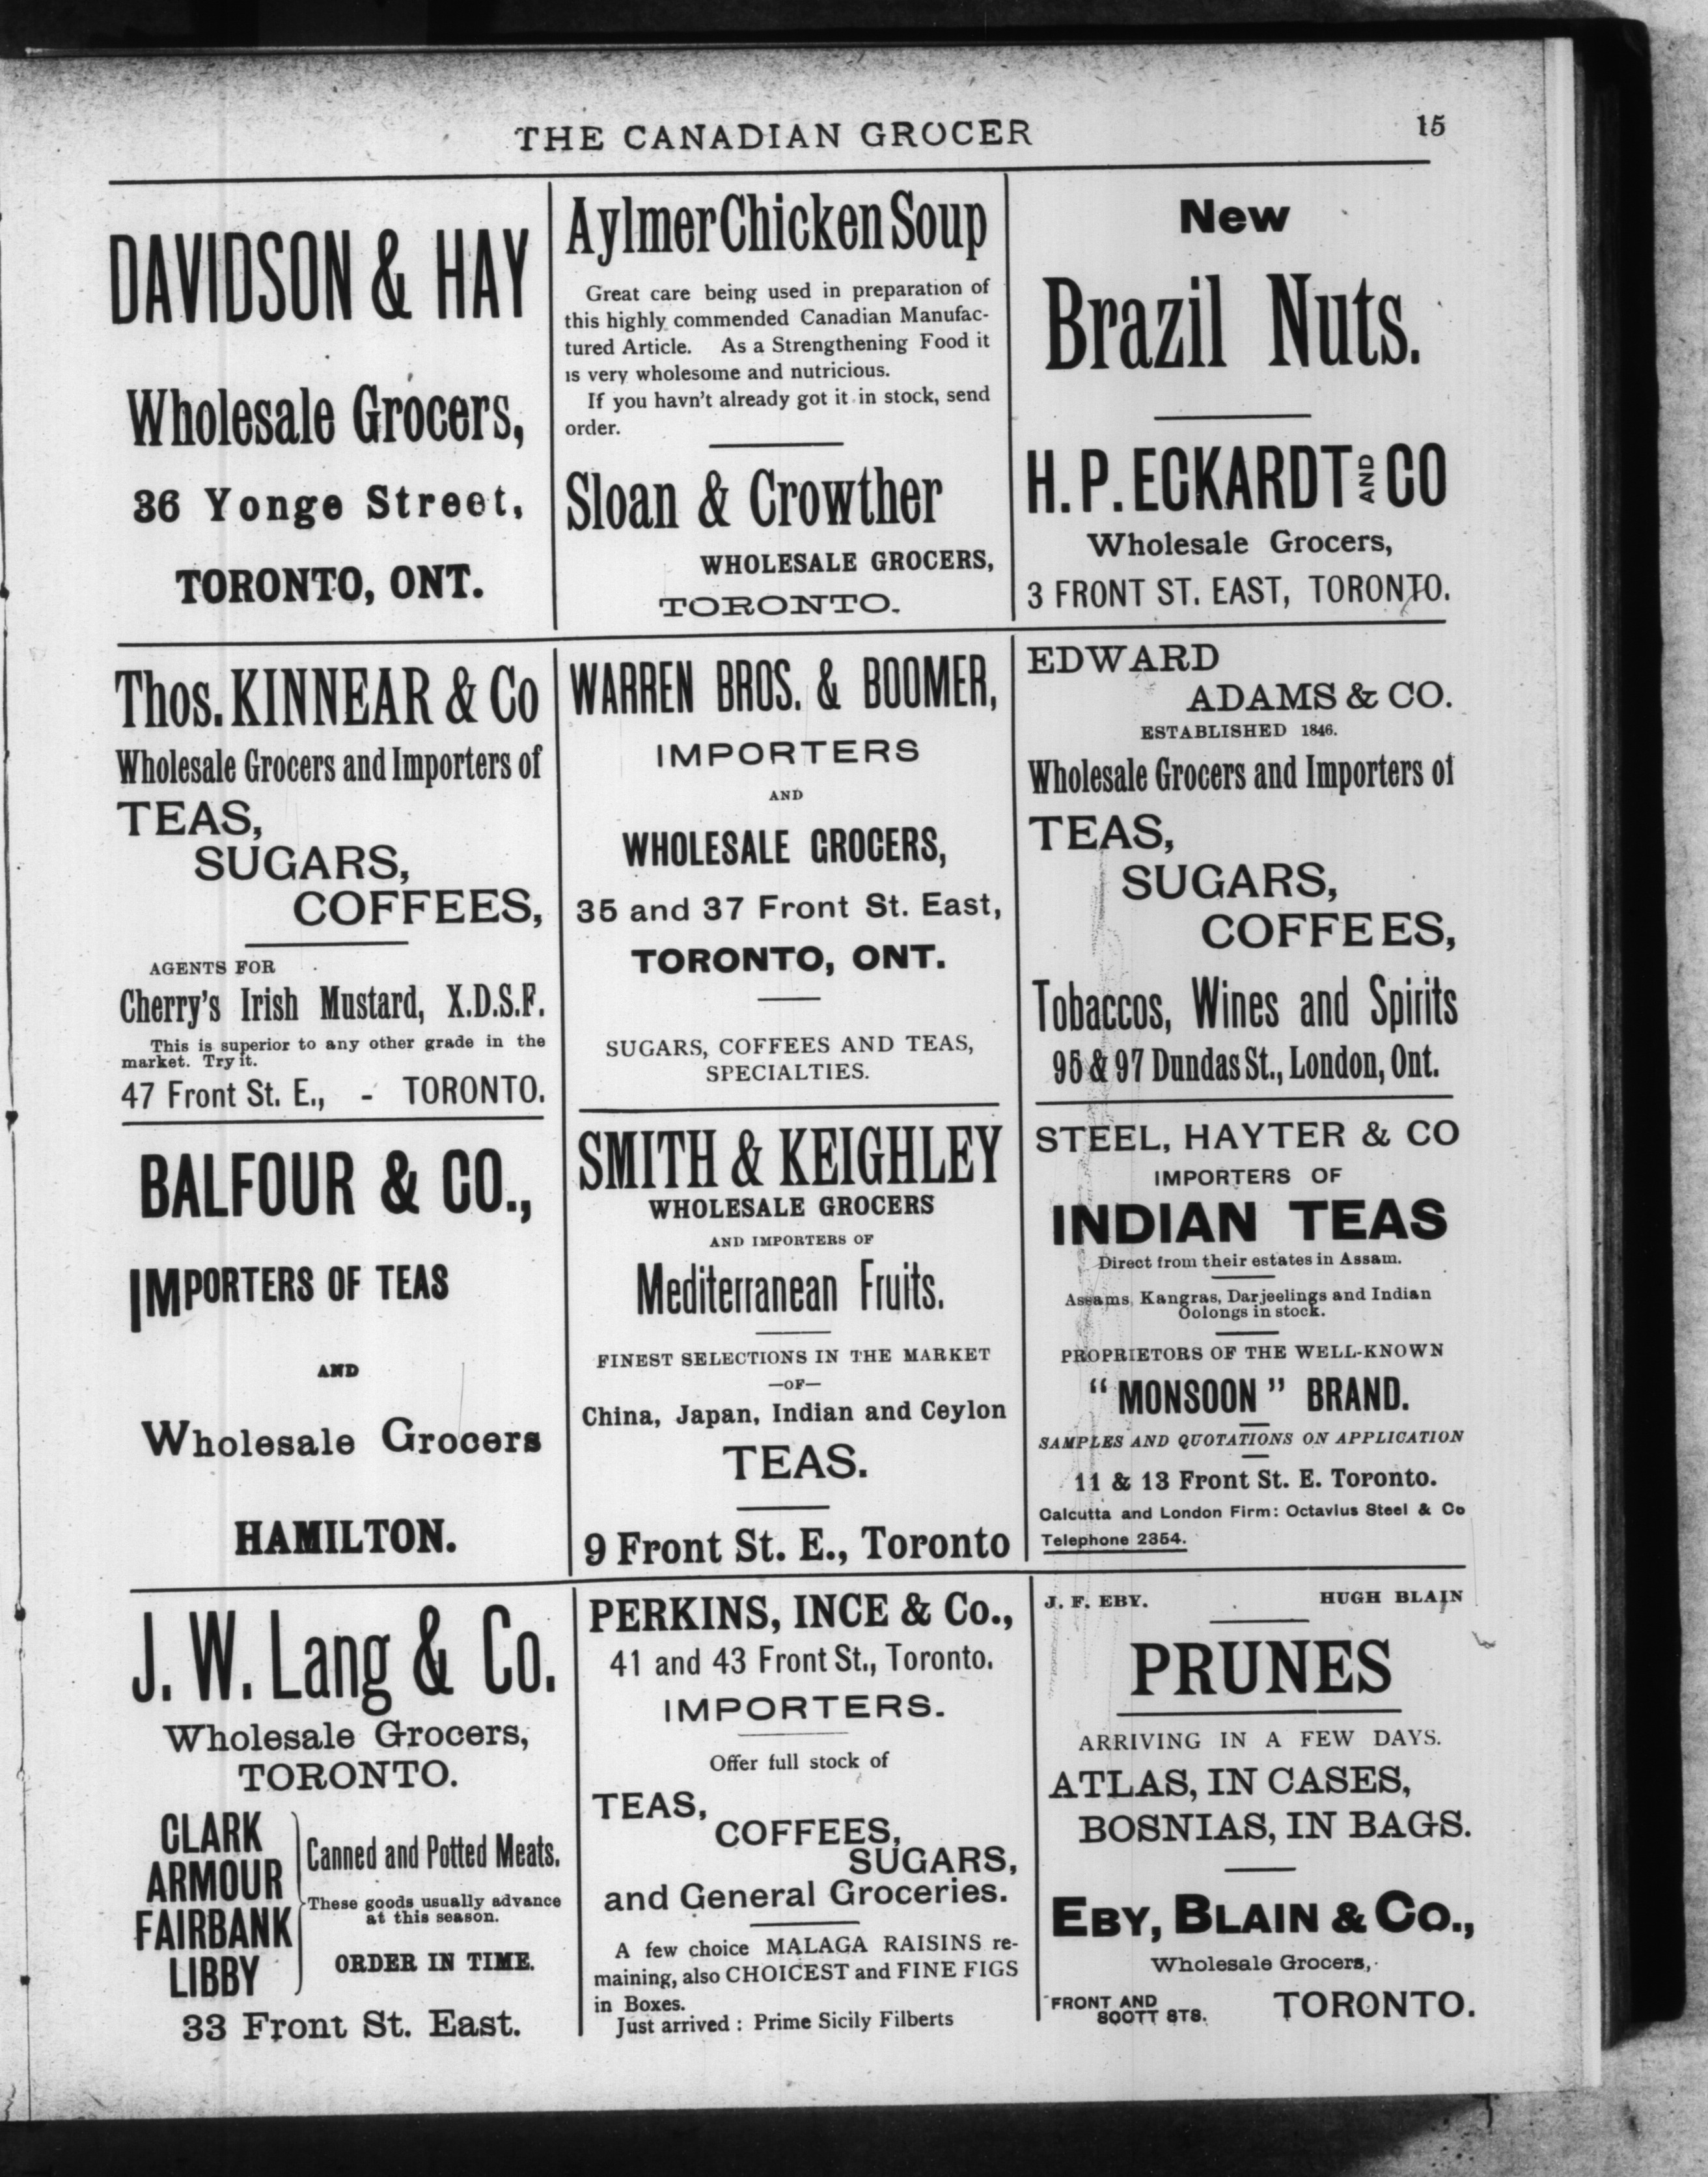 THE CANADIAN GROCER
15
DAVIDSON & HAY
Wholesale Grocers,
36 Yonge Street,
TORONTO, ONT.
Aylmer Chicken Soup
Great care being used in preparation of
this highly commended Canadian Manufac-
tured Article. As a Strengthening Food it
is very wholesome and nutricious.
If you havn't already got it in stock, send
order.
Sloan & Crowther
WHOLESALE GROCERS,
TORONTO.
New
Brazil Nuts.
H. P. ECKARDT AND CO
Wholesale Grocers,
3 FRONT ST. EAST, TORONTO.
Thos. KINNEAR & Co
Wholesale Grocers and Importers of
TEAS,
SUGARS,
COFFEES,
AGENTS FOR
Cherry's Irish Mustard, X.D.S.F.
This is superior to any other grade in the
market. Try it.
47 Front St. E., - TORONTO.
WARREN BROS. & BOOMER,
IMPORTERS
AND
WHOLESALE GROCERS,
35 and 37 Front St. East,
TORONTO, ONT.
SUGARS, COFFEES AND TEAS,
SPECIALTIES.
EDWARD
ADAMS & CO.
ESTABLISHED 1846.
Wholesale Grocers and Importers of
TEAS,
SUGARS,
COFFEES,
Tobaccos, Wines and Spirits
95 & 97 Dundas St., London, Ont.
BALFOUR & CO.,
IMPORTERS OF TEAS
AND
Wholesale Grocers
HAMILTON.
SMITH & KEIGHLEY
WHOLESALE GROCERS
AND IMPORTERS OF
Mediterranean Fruits.
FINEST SELECTIONS IN THE MARKET
—OF—
China, Japan, Indian and Ceylon
TEAS.
9 Front St. E., Toronto
STEEL, HAYTER & CO
IMPORTERS OF
INDIAN TEAS
Direct from their estates in Assam.
Assams, Kangras, Darjeelings and Indian
Oolongs in stock.
PROPRIETORS OF THE WELL-KNOWN
"MONSOON" BRAND.
SAMPLES AND QUOTATIONS ON APPLICATION
11 & 13 Front St. E. Toronto.
Calcutta and London Firm: Octavius Steel & Co
Telephone 2354.
J. W. Lang & Co.
Wholesale Grocers,
TORONTO.
CLARK
ARMOUR
FAIRBANK
LIBBY
Canned and Potted Meats.
These goods usually advance
at this season.
ORDER IN TIME.
33 Front St. East.
PERKINS, INCE & Co.,
41 and 43 Front St., Toronto.
IMPORTERS.
Offer full stock of
TEAS,
COFFEES,
SUGARS,
and General Groceries.
A few choice MALAGA RAISINS re-
maining, also CHOICEST and FINE FIGS
in Boxes.
Just arrived : Prime Sicily Filberts
J. F. EBY. HUGH BLAIN
PRUNES
ARRIVING IN A FEW DAYS.
ATLAS, IN CASES,
BOSNIAS, IN BAGS.
EBY, BLAIN & CO.,
Wholesale Grocers,
FRONT AND
SCOTT STS. TORONTO.